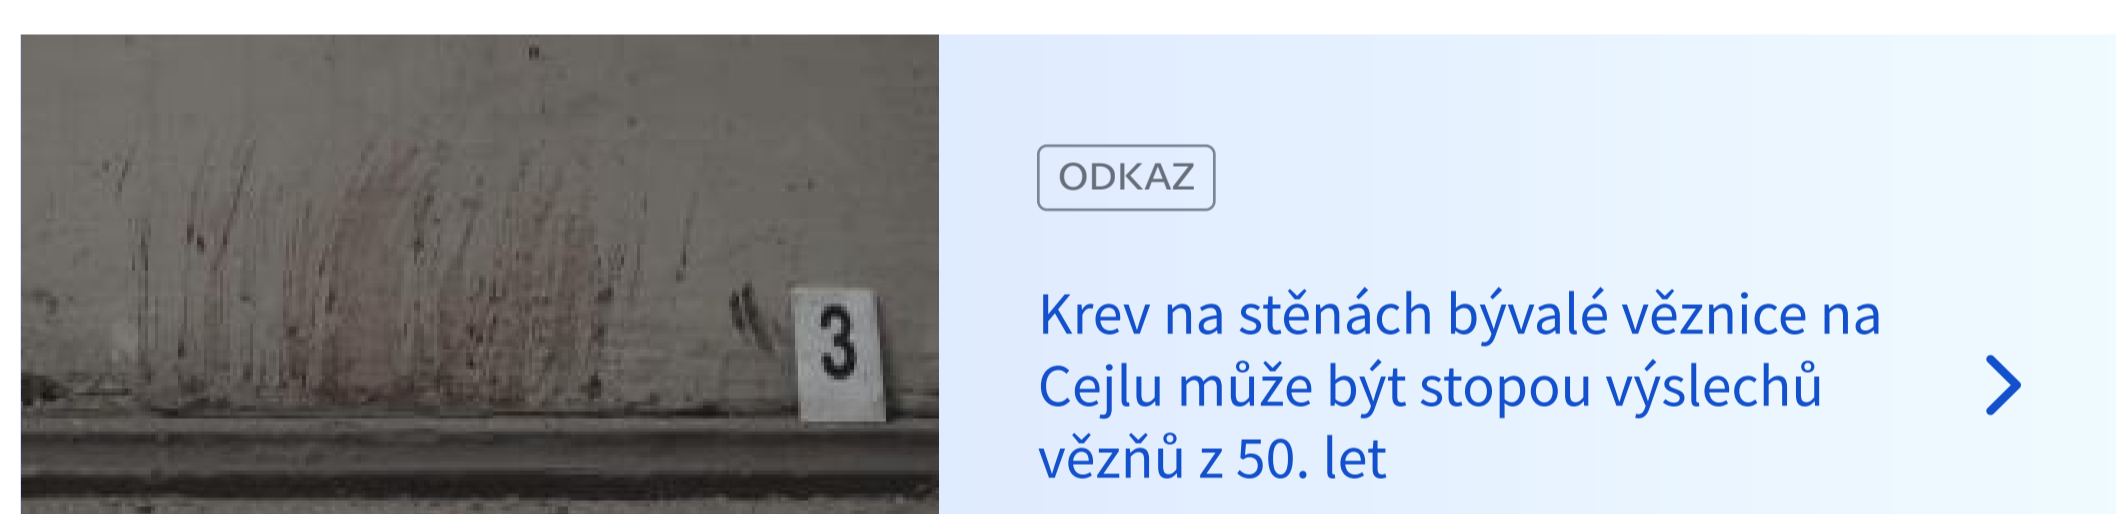 3
ODKAZ
Krev na stěnách bývalé věznice na
Cejlu může být stopou výslechů
vězňů z 50. let